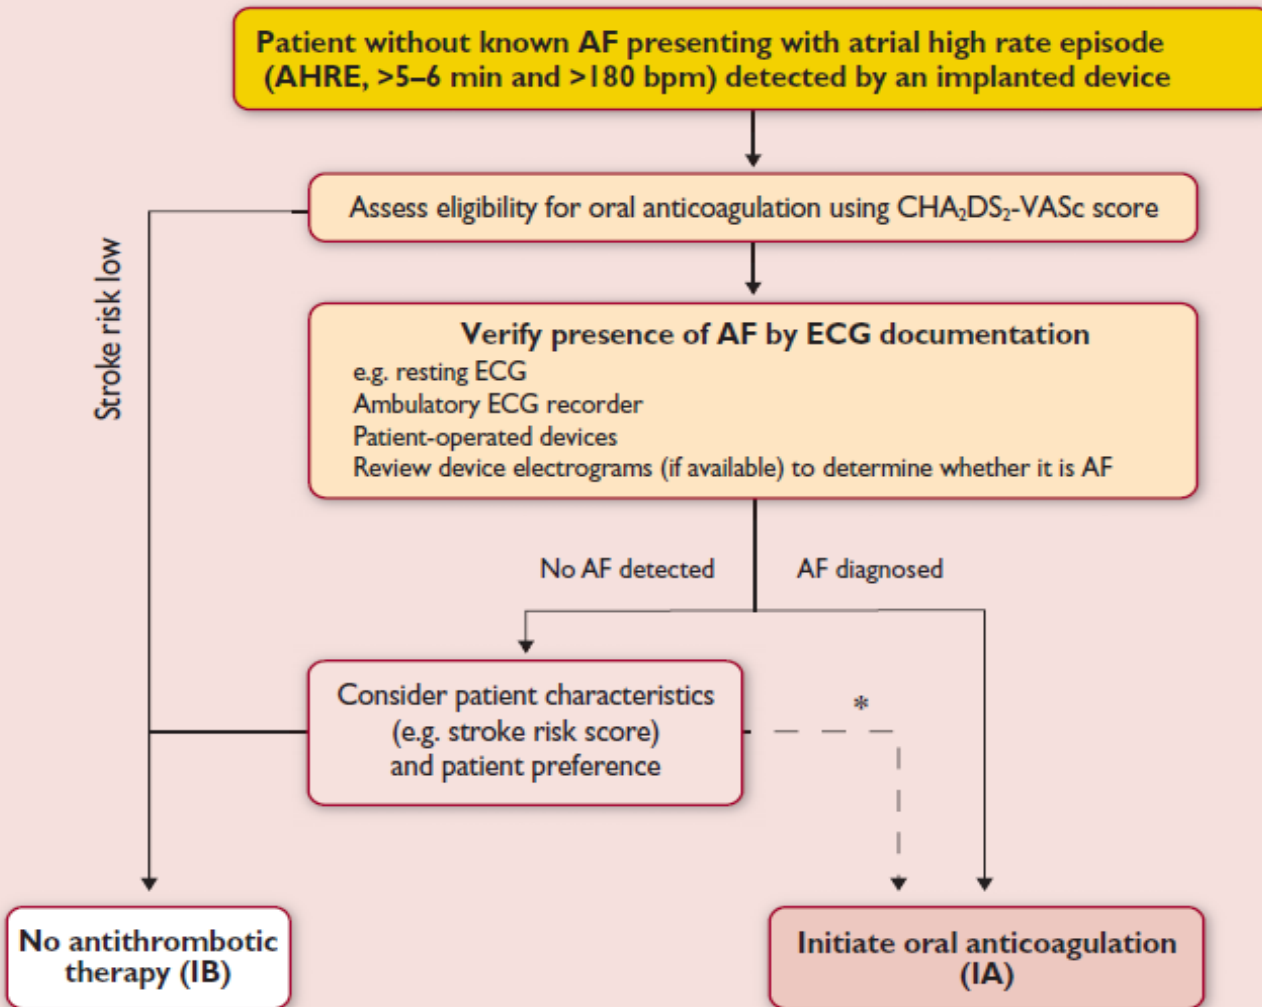 Patient without known AF presenting with atrial high rate episode
(AHRE, >5–6 min and >180 bpm) detected by an implanted device
Assess eligibility for oral anticoagulation using CHA₂DS₂-VASc score
Stroke risk low
Verify presence of AF by ECG documentation
e.g. resting ECG
Ambulatory ECG recorder
Patient-operated devices
Review device electrograms (if available) to determine whether it is AF
No AF detected
AF diagnosed
Consider patient characteristics
(e.g. stroke risk score)
and patient preference
*
No antithrombotic
therapy (IB)
Initiate oral anticoagulation
(IA)